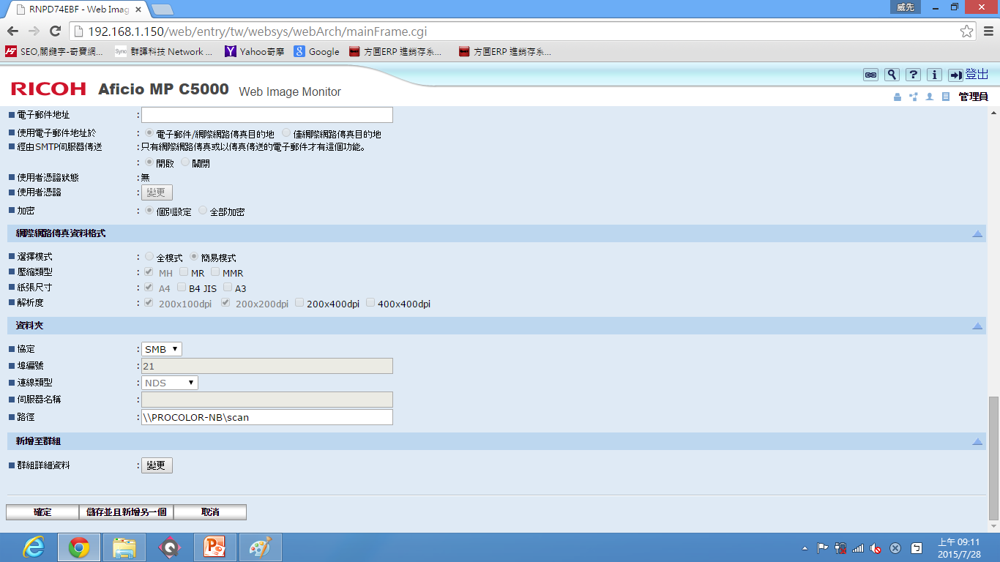 RNPD74EBF - Web Imag
威先
192.168.1.150/web/entry/tw/websys/webArch/mainFrame.cgi
SEO,關鍵字-奇寶網... 群暉科技 Network ... Yahoo奇摩 Google 方圓ERP 進銷存系... 方圓ERP 進銷存系...
登出
RICOH Aficio MP C5000 Web Image Monitor
管理員
電子郵件地址 :
使用電子郵件地址於 : 電子郵件/網際網路傳真目的地 僅網際網路傳真目的地
經由SMTP伺服器傳送 :只有網際網路傳真或以傳真傳送的電子郵件才有這個功能。
: 開啟 關閉
使用者憑證狀態 :無
使用者憑證 : 變更
加密 : 個別設定 全部加密
網際網路傳真資料格式
選擇模式 : 全模式 簡易模式
壓縮類型 : MH MR MMR
紙張尺寸 : A4 B4 JIS A3
解析度 : 200x100dpi 200x200dpi 200x400dpi 400x400dpi
資料夾
協定 : SMB
埠編號 : 21
連線類型 : NDS
伺服器名稱 :
路徑 : \\PROCOLOR-NB\scan
新增至群組
群組詳細資料 : 變更
確定 儲存並且新增另一個 取消
上午 09:11
2015/7/28